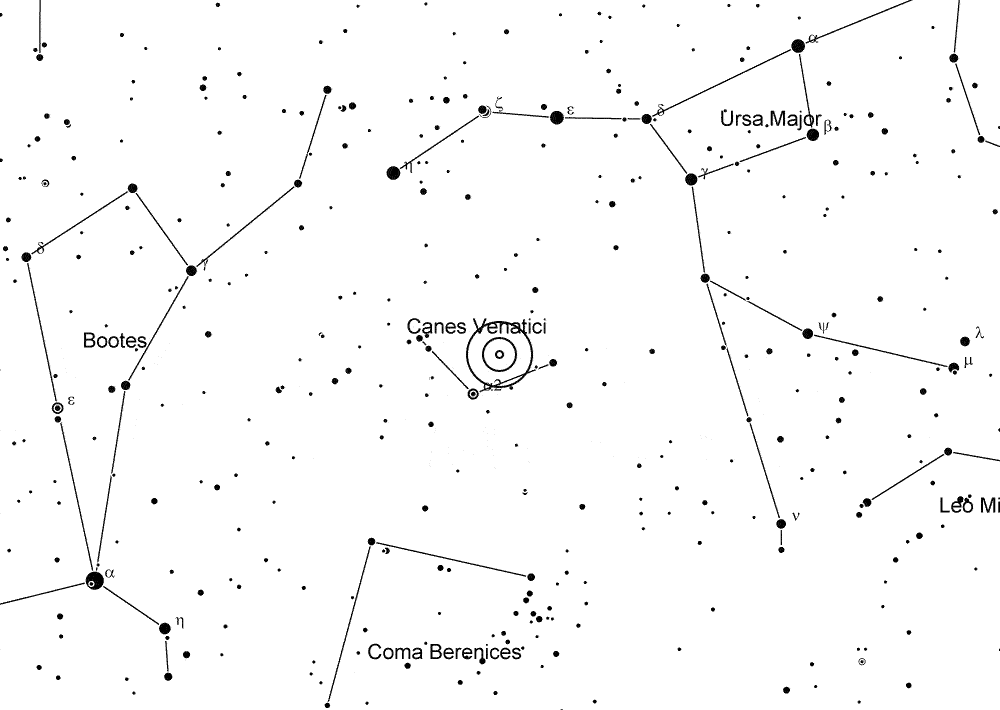 α
ζ
ε
δ
Ursa Major
β
η
γ
δ
γ
Canes Venatici
ψ
λ
Bootes
μ
α2
ε
Leo Mi
ν
α
η
Coma Berenices